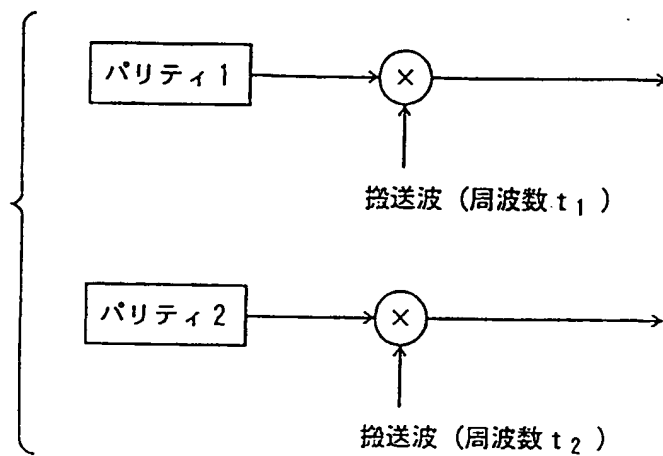 パリティ1
×
搬送波（周波数 t₁）
パリティ2
×
搬送波（周波数 t₂）